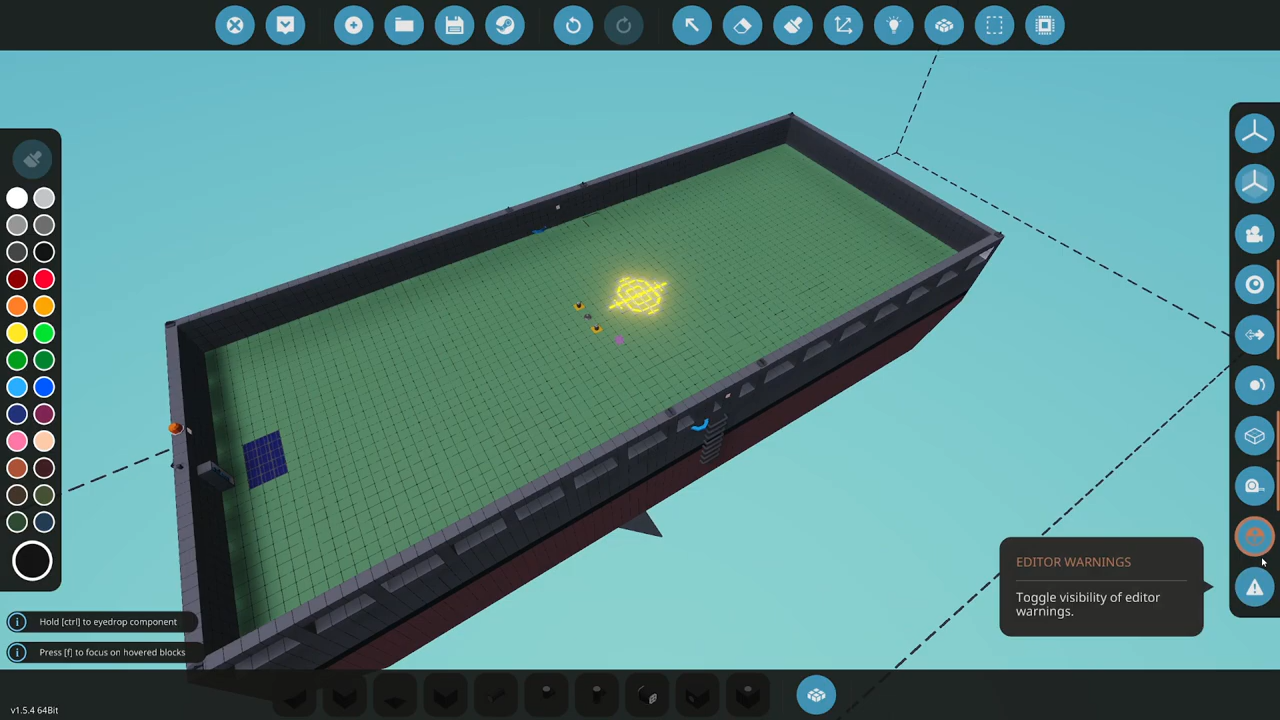 EDITOR WARNINGS
Toggle visibility of editor
warnings.
Hold [ctrl] to eyedrop component
Press [f] to focus on hovered blocks
v1.5.4 64Bit